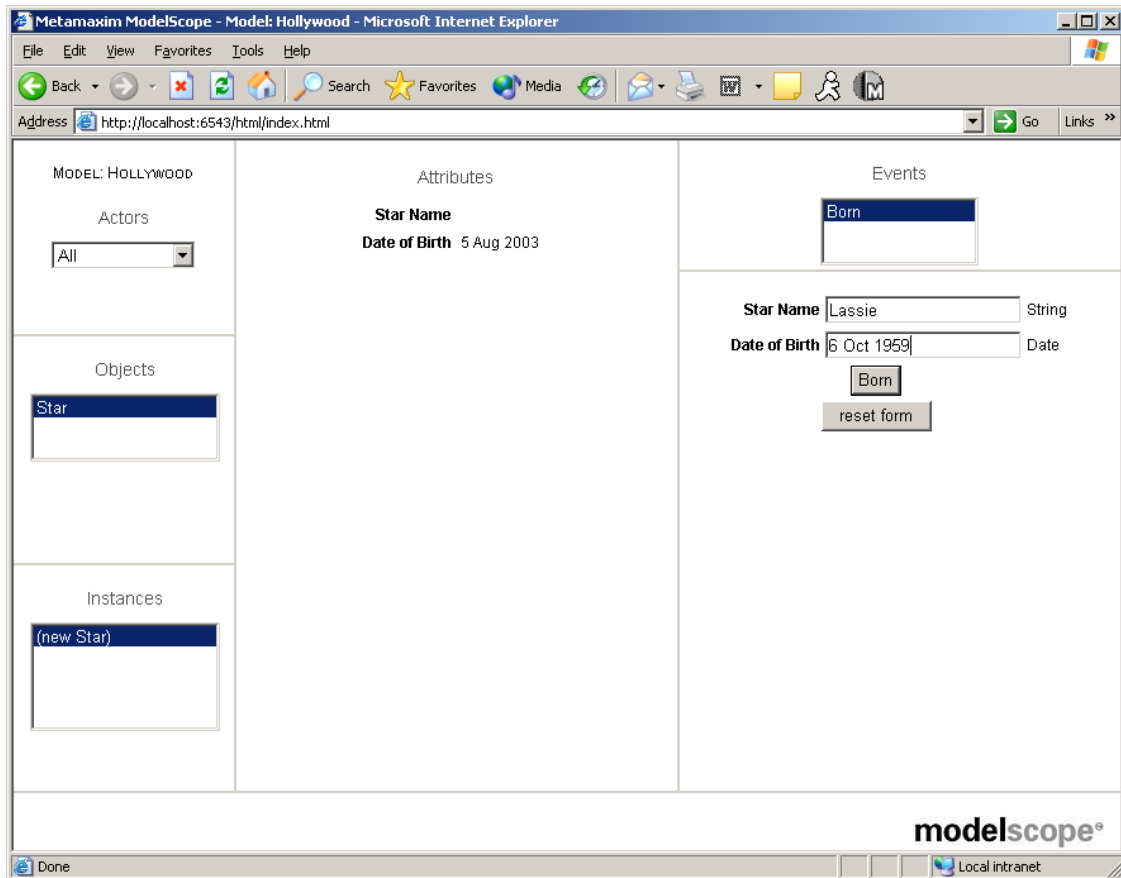 Metamaxim ModelScope - Model: Hollywood - Microsoft Internet Explorer
File Edit View Favorites Tools Help
Back Search Favorites Media
Address http://localhost:6543/html/index.html Go Links »
MODEL: HOLLYWOOD
Actors
All
Objects
Star
Instances
(new Star)
Attributes
Star Name
Date of Birth 5 Aug 2003
Events
Born
Star Name Lassie String
Date of Birth 6 Oct 1959 Date
Born
reset form
modelscope
Done Local intranet